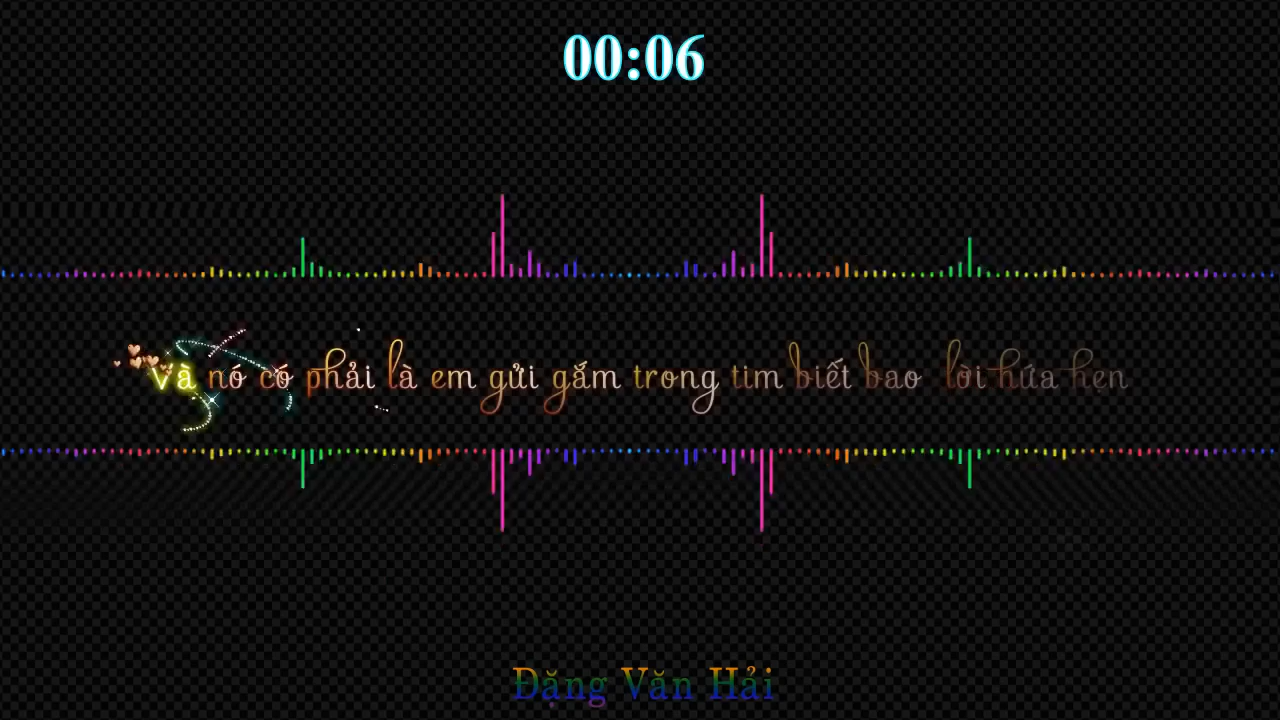 00:06
Và nó có phải là em gửi gắm trong tim biết bao lời hứa hen
Đặng Văn Hải